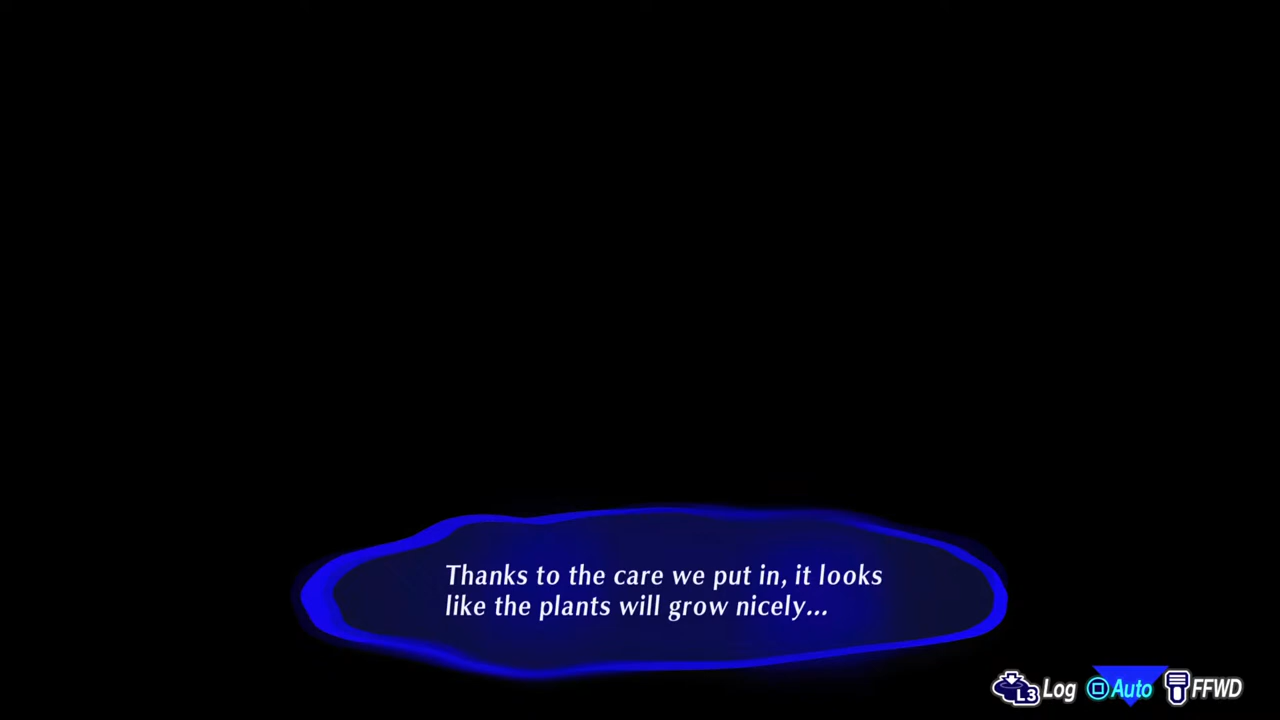 Thanks to the care we put in, it looks
like the plants will grow nicely...
L3 Log Auto FFWD